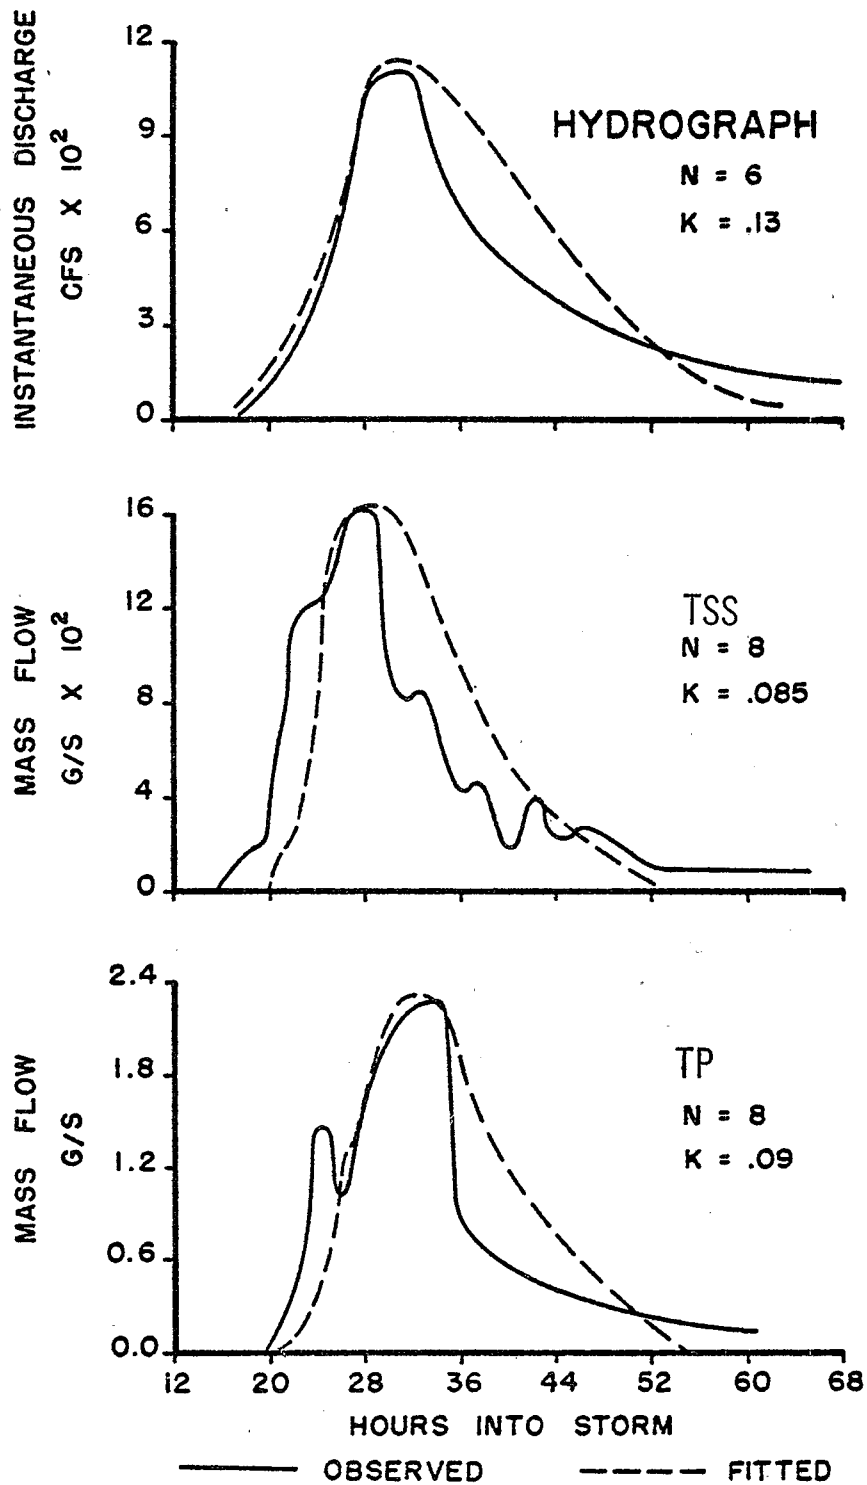 INSTANTANEOUS DISCHARGE
CFS X 10²
12
9
6
3
0
HYDROGRAPH
N = 6
K = .13
MASS FLOW
G/S X 10²
16
12
8
4
0
TSS
N = 8
K = .085
MASS FLOW
G/S
2.4
1.8
1.2
0.6
0.0
TP
N = 8
K = .09
12 20 28 36 44 52 60 68
HOURS INTO STORM
OBSERVED FITTED